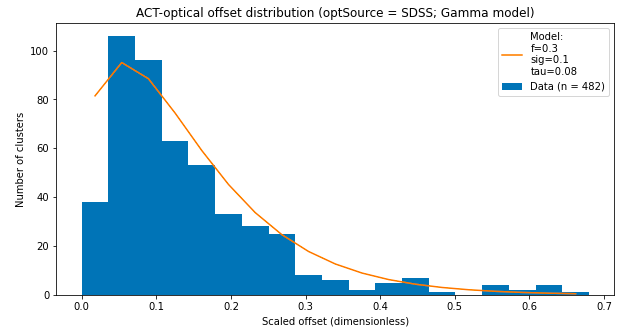 ACT-optical offset distribution (optSource = SDSS; Gamma model)
Number of clusters
100
80
60
40
20
0
Model:
f=0.3
sig=0.1
tau=0.08
Data (n = 482)
0.0 0.1 0.2 0.3 0.4 0.5 0.6 0.7
Scaled offset (dimensionless)